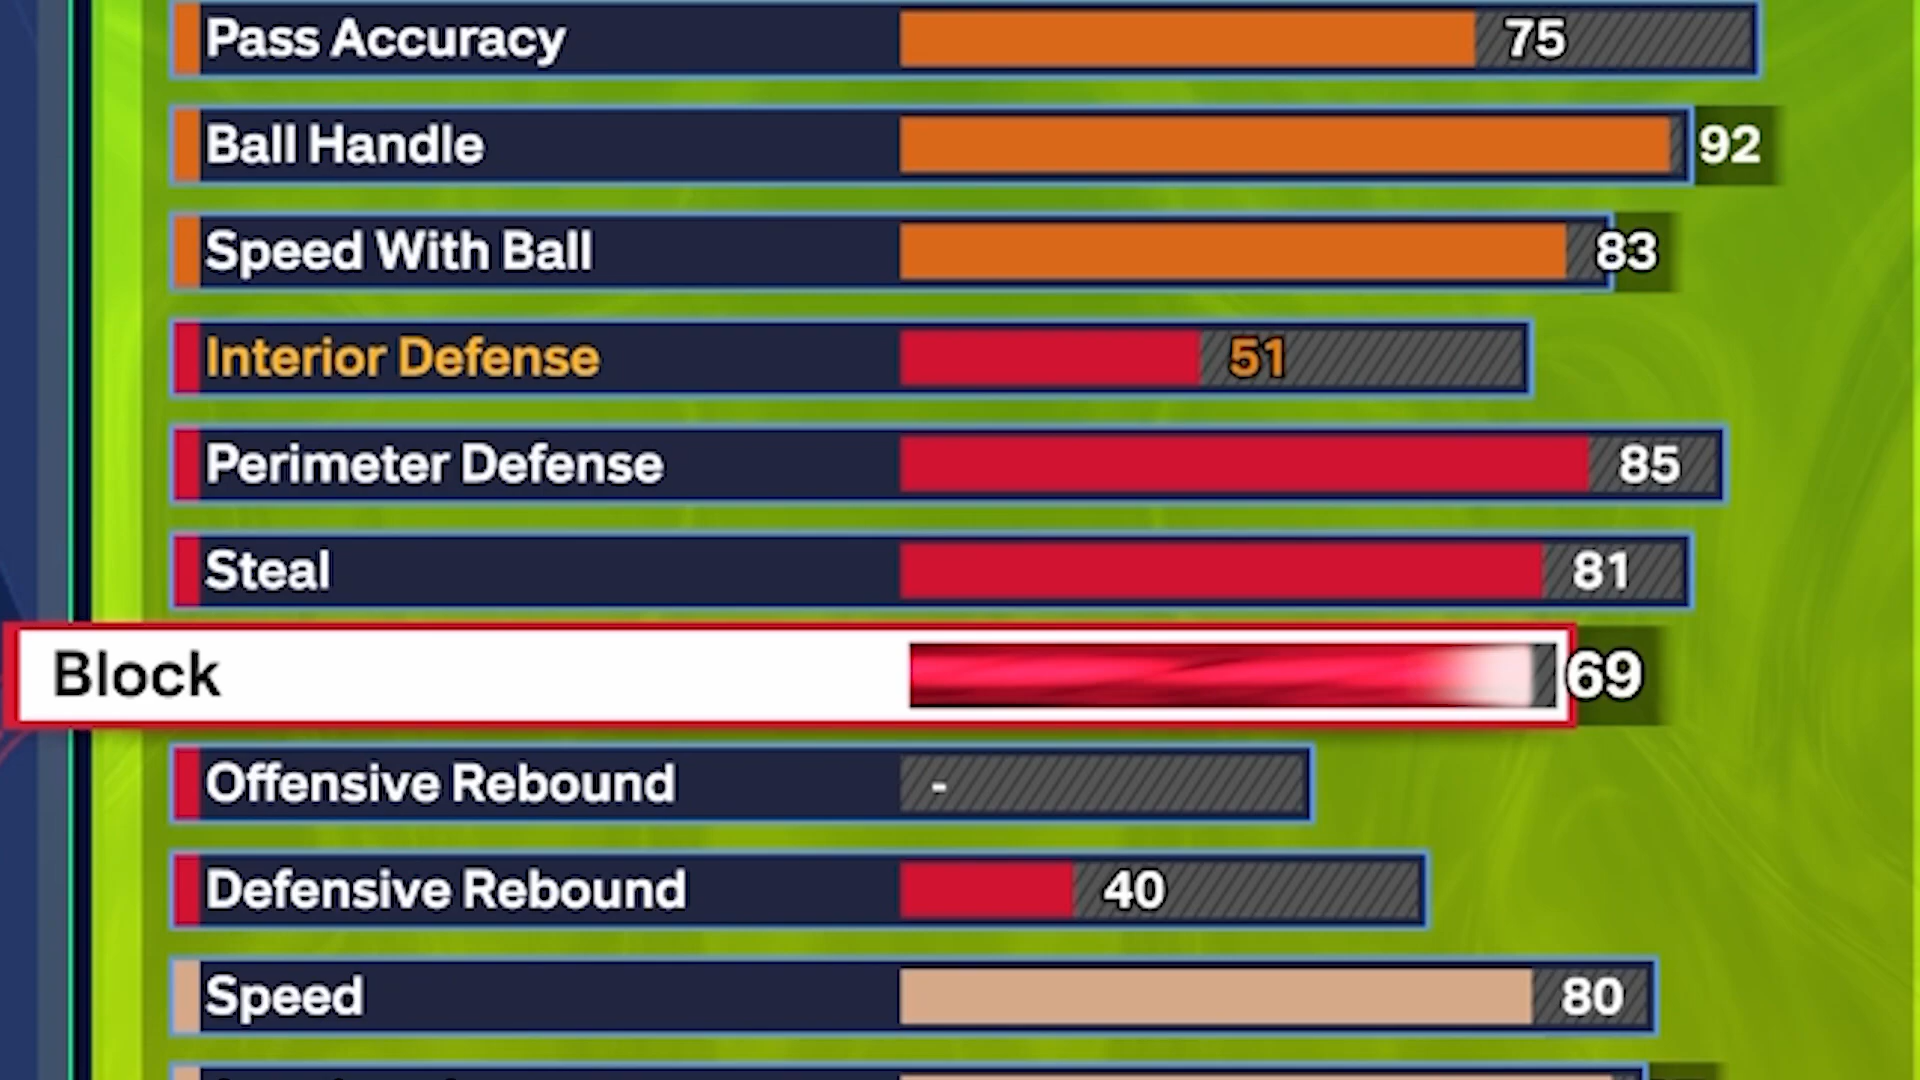 Pass Accuracy 75
Ball Handle 92
Speed With Ball 83
Interior Defense 51
Perimeter Defense 85
Steal 81
Block 69
Offensive Rebound -
Defensive Rebound 40
Speed 80